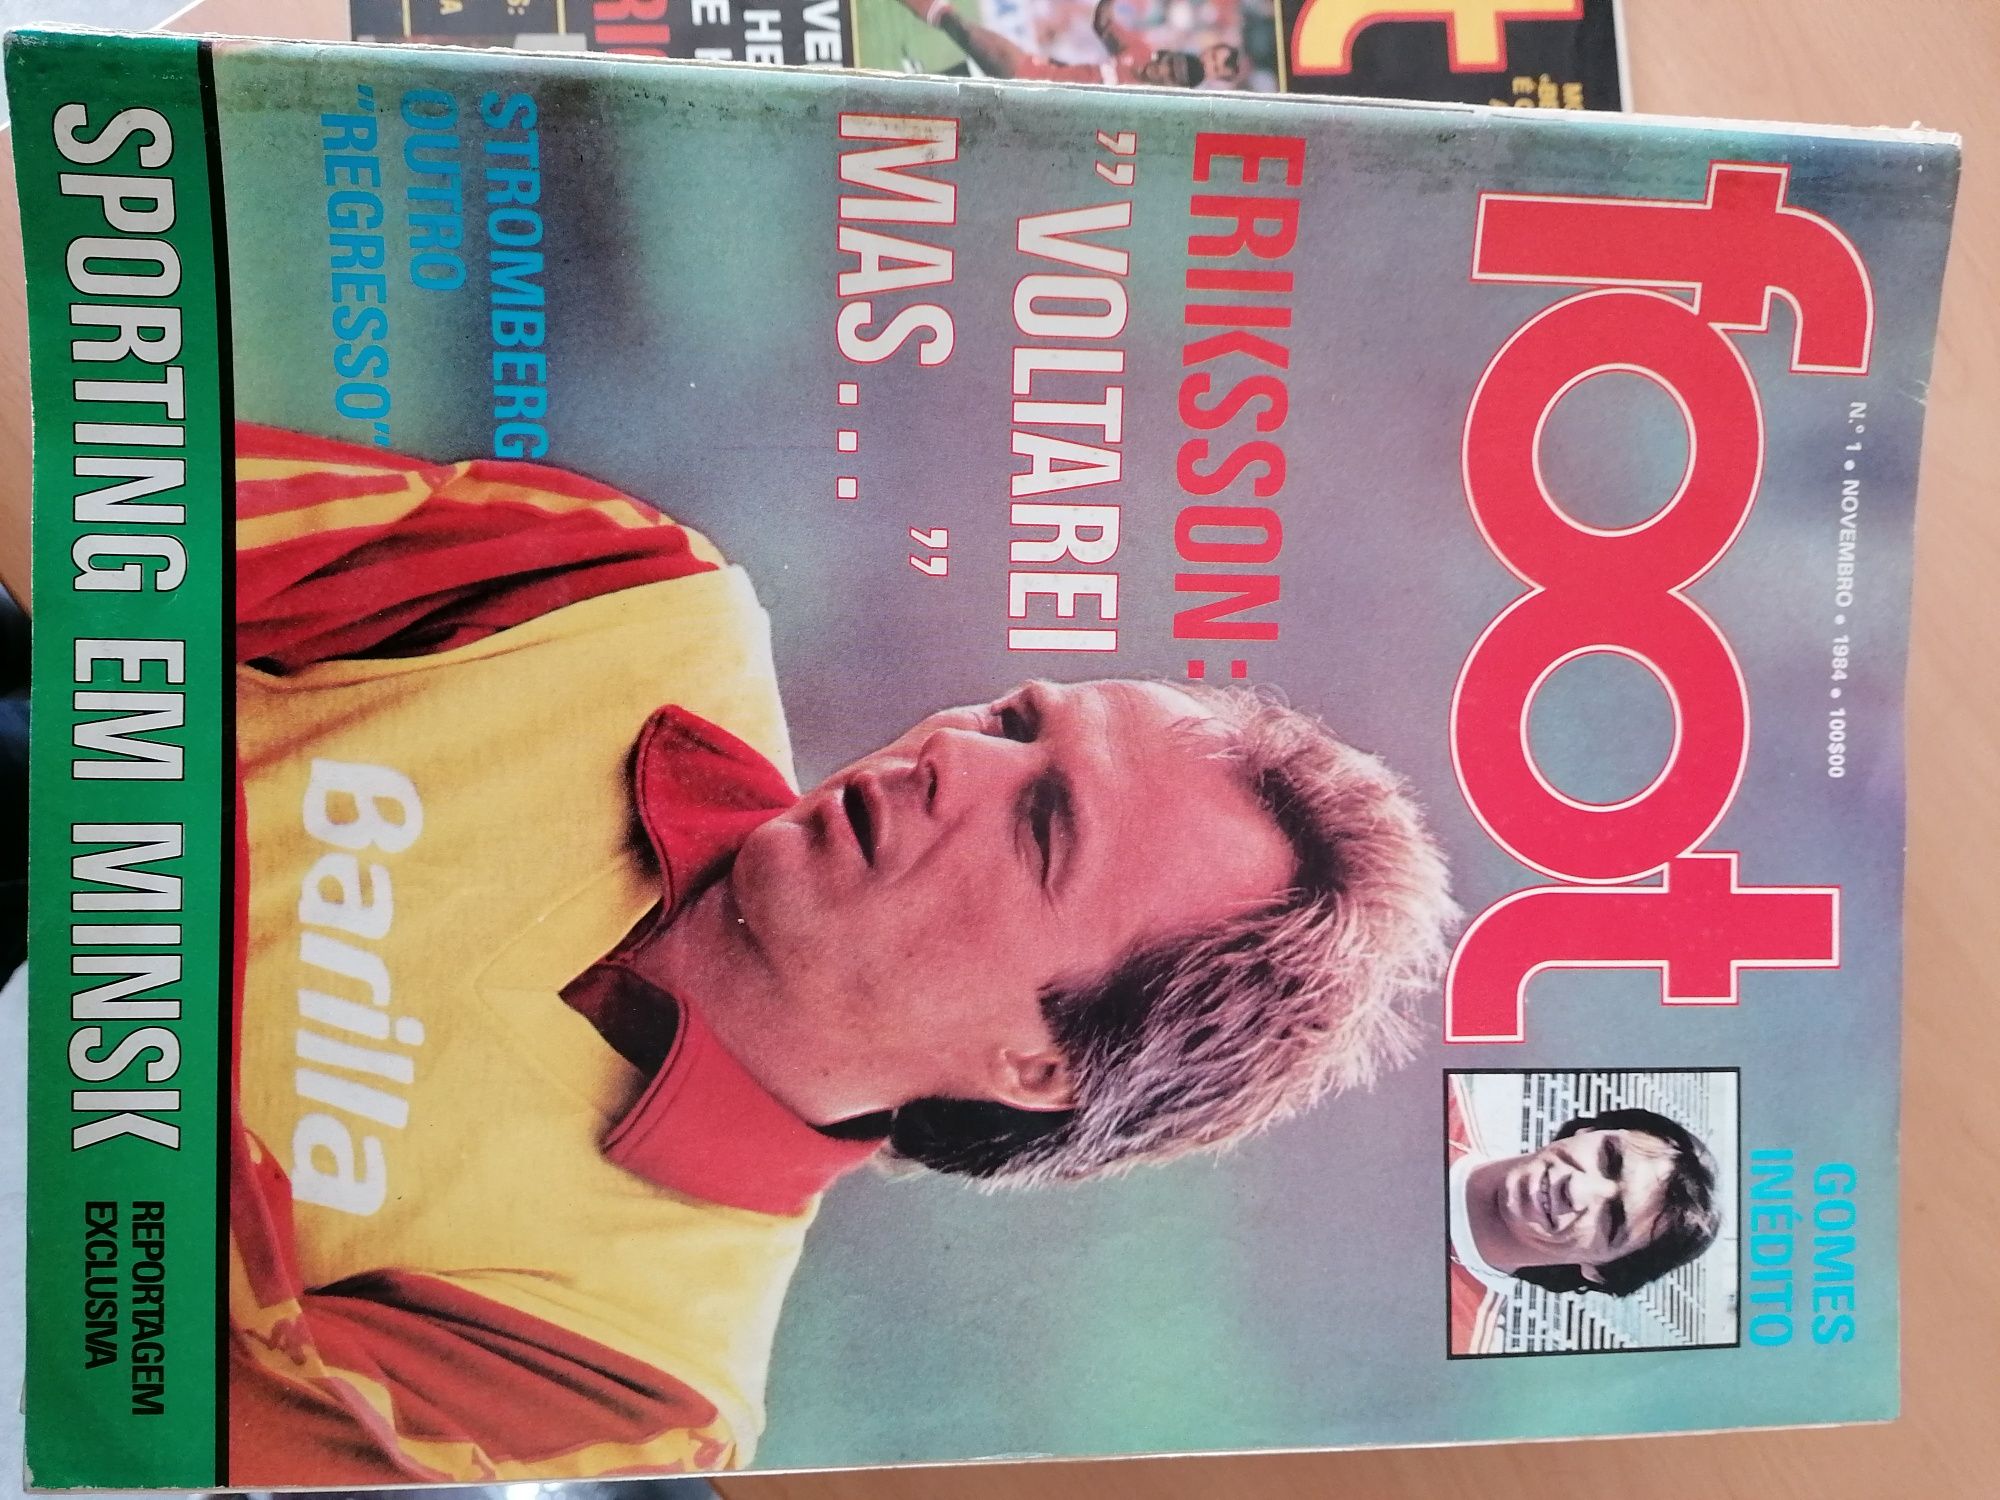 N.º 1 • NOVEMBRO • 1984 • 100$00
foot
GOMES
INÉDITO
ERIKSSON:
"VOLTAREI
MAS... "
STROMBERG
OUTRO
"REGRESSO"
Barilla
SPORTING EM MINSK
REPORTAGEM
EXCLUSIVA